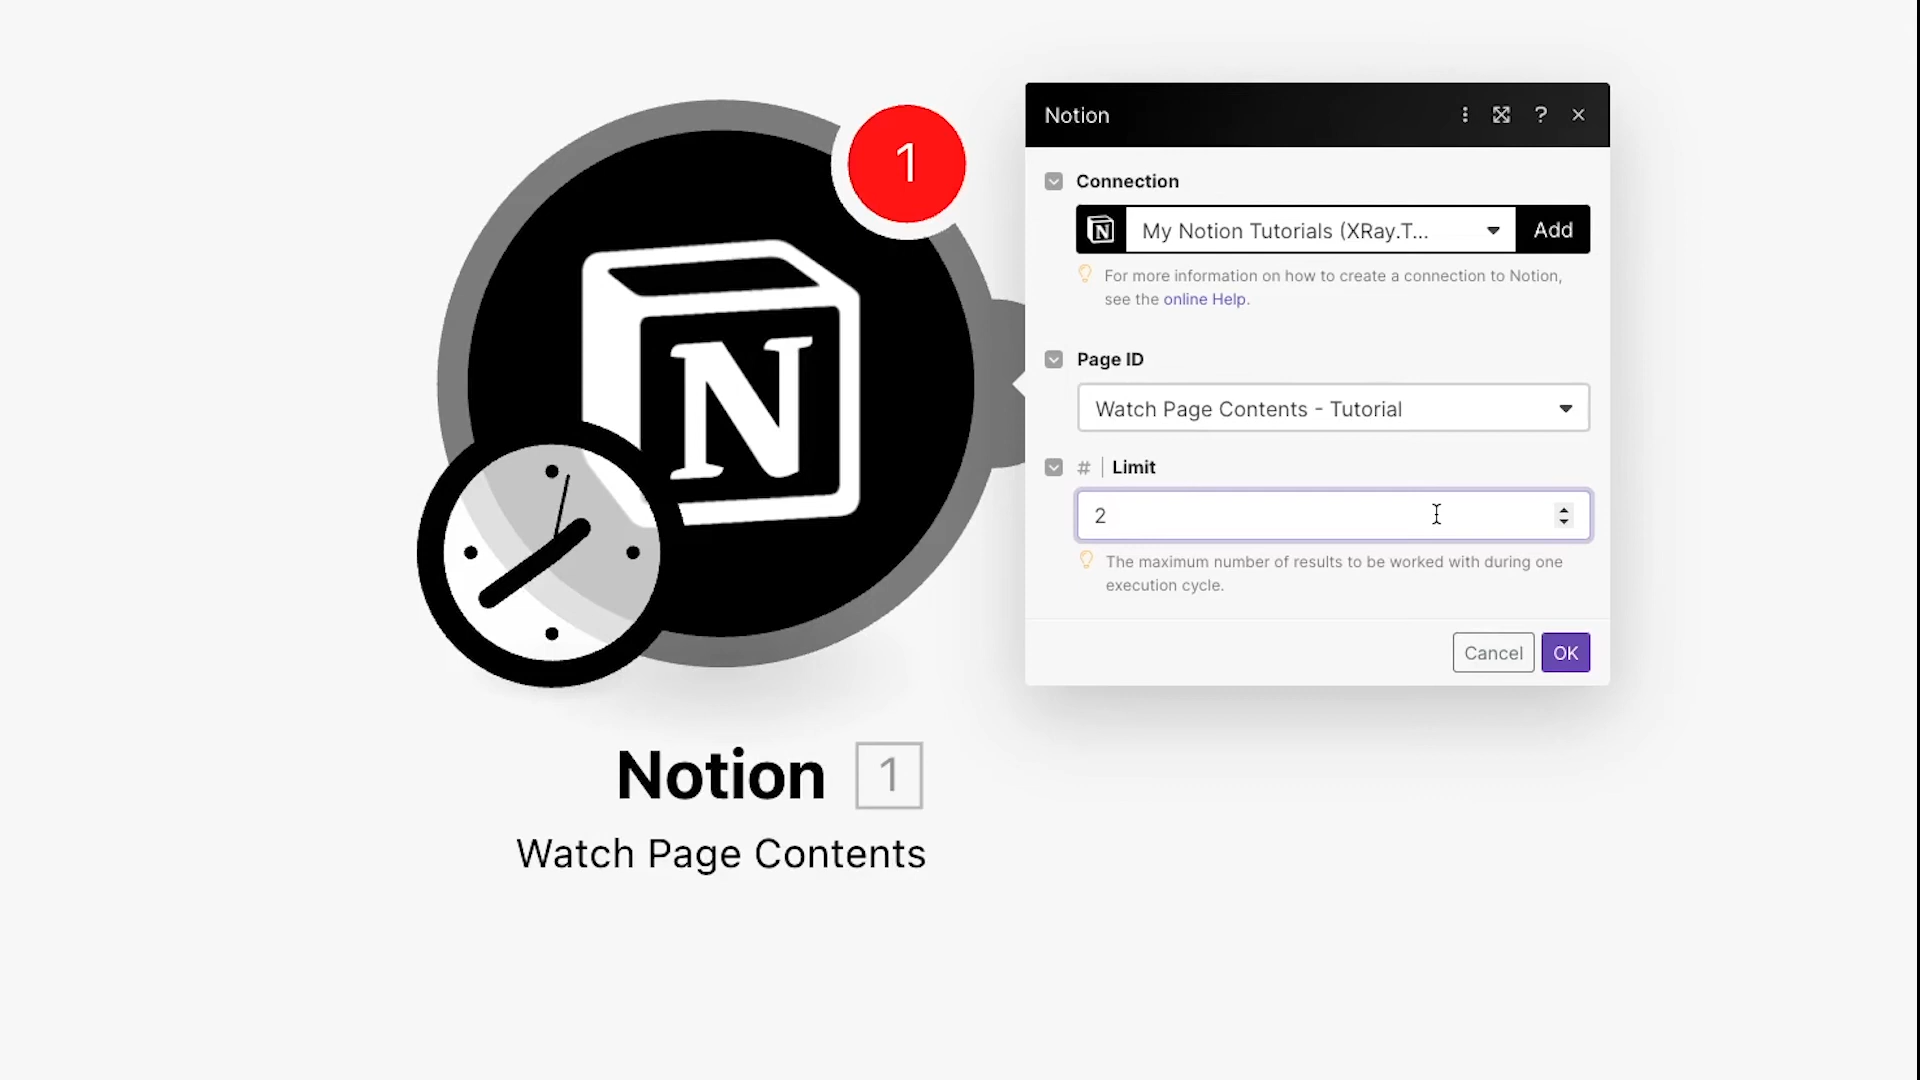 1
N
Notion 1
Watch Page Contents
Notion ?
Connection
N My Notion Tutorials (XRay.T... Add
For more information on how to create a connection to Notion,
see the online Help.
Page ID
Watch Page Contents - Tutorial
# | Limit
2
The maximum number of results to be worked with during one
execution cycle.
Cancel OK